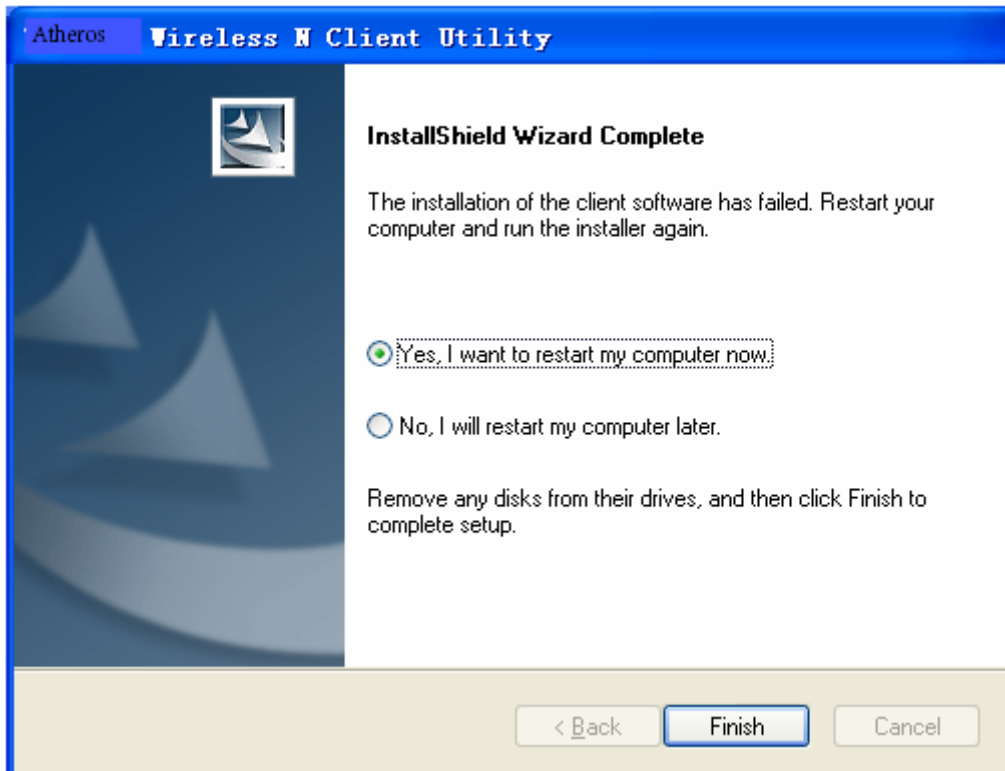 Atheros Wireless N Client Utility
InstallShield Wizard Complete
The installation of the client software has failed. Restart your
computer and run the installer again.
Yes, I want to restart my computer now.
No, I will restart my computer later.
Remove any disks from their drives, and then click Finish to
complete setup.
< Back Finish Cancel